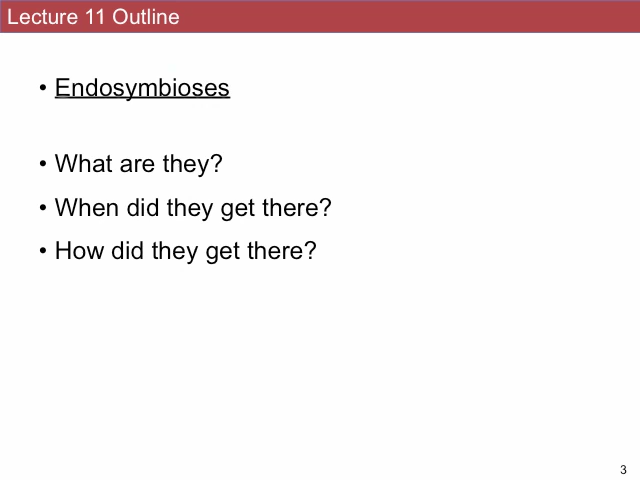 Lecture 11 Outline
• Endosymbioses
• What are they?
• When did they get there?
• How did they get there?
3